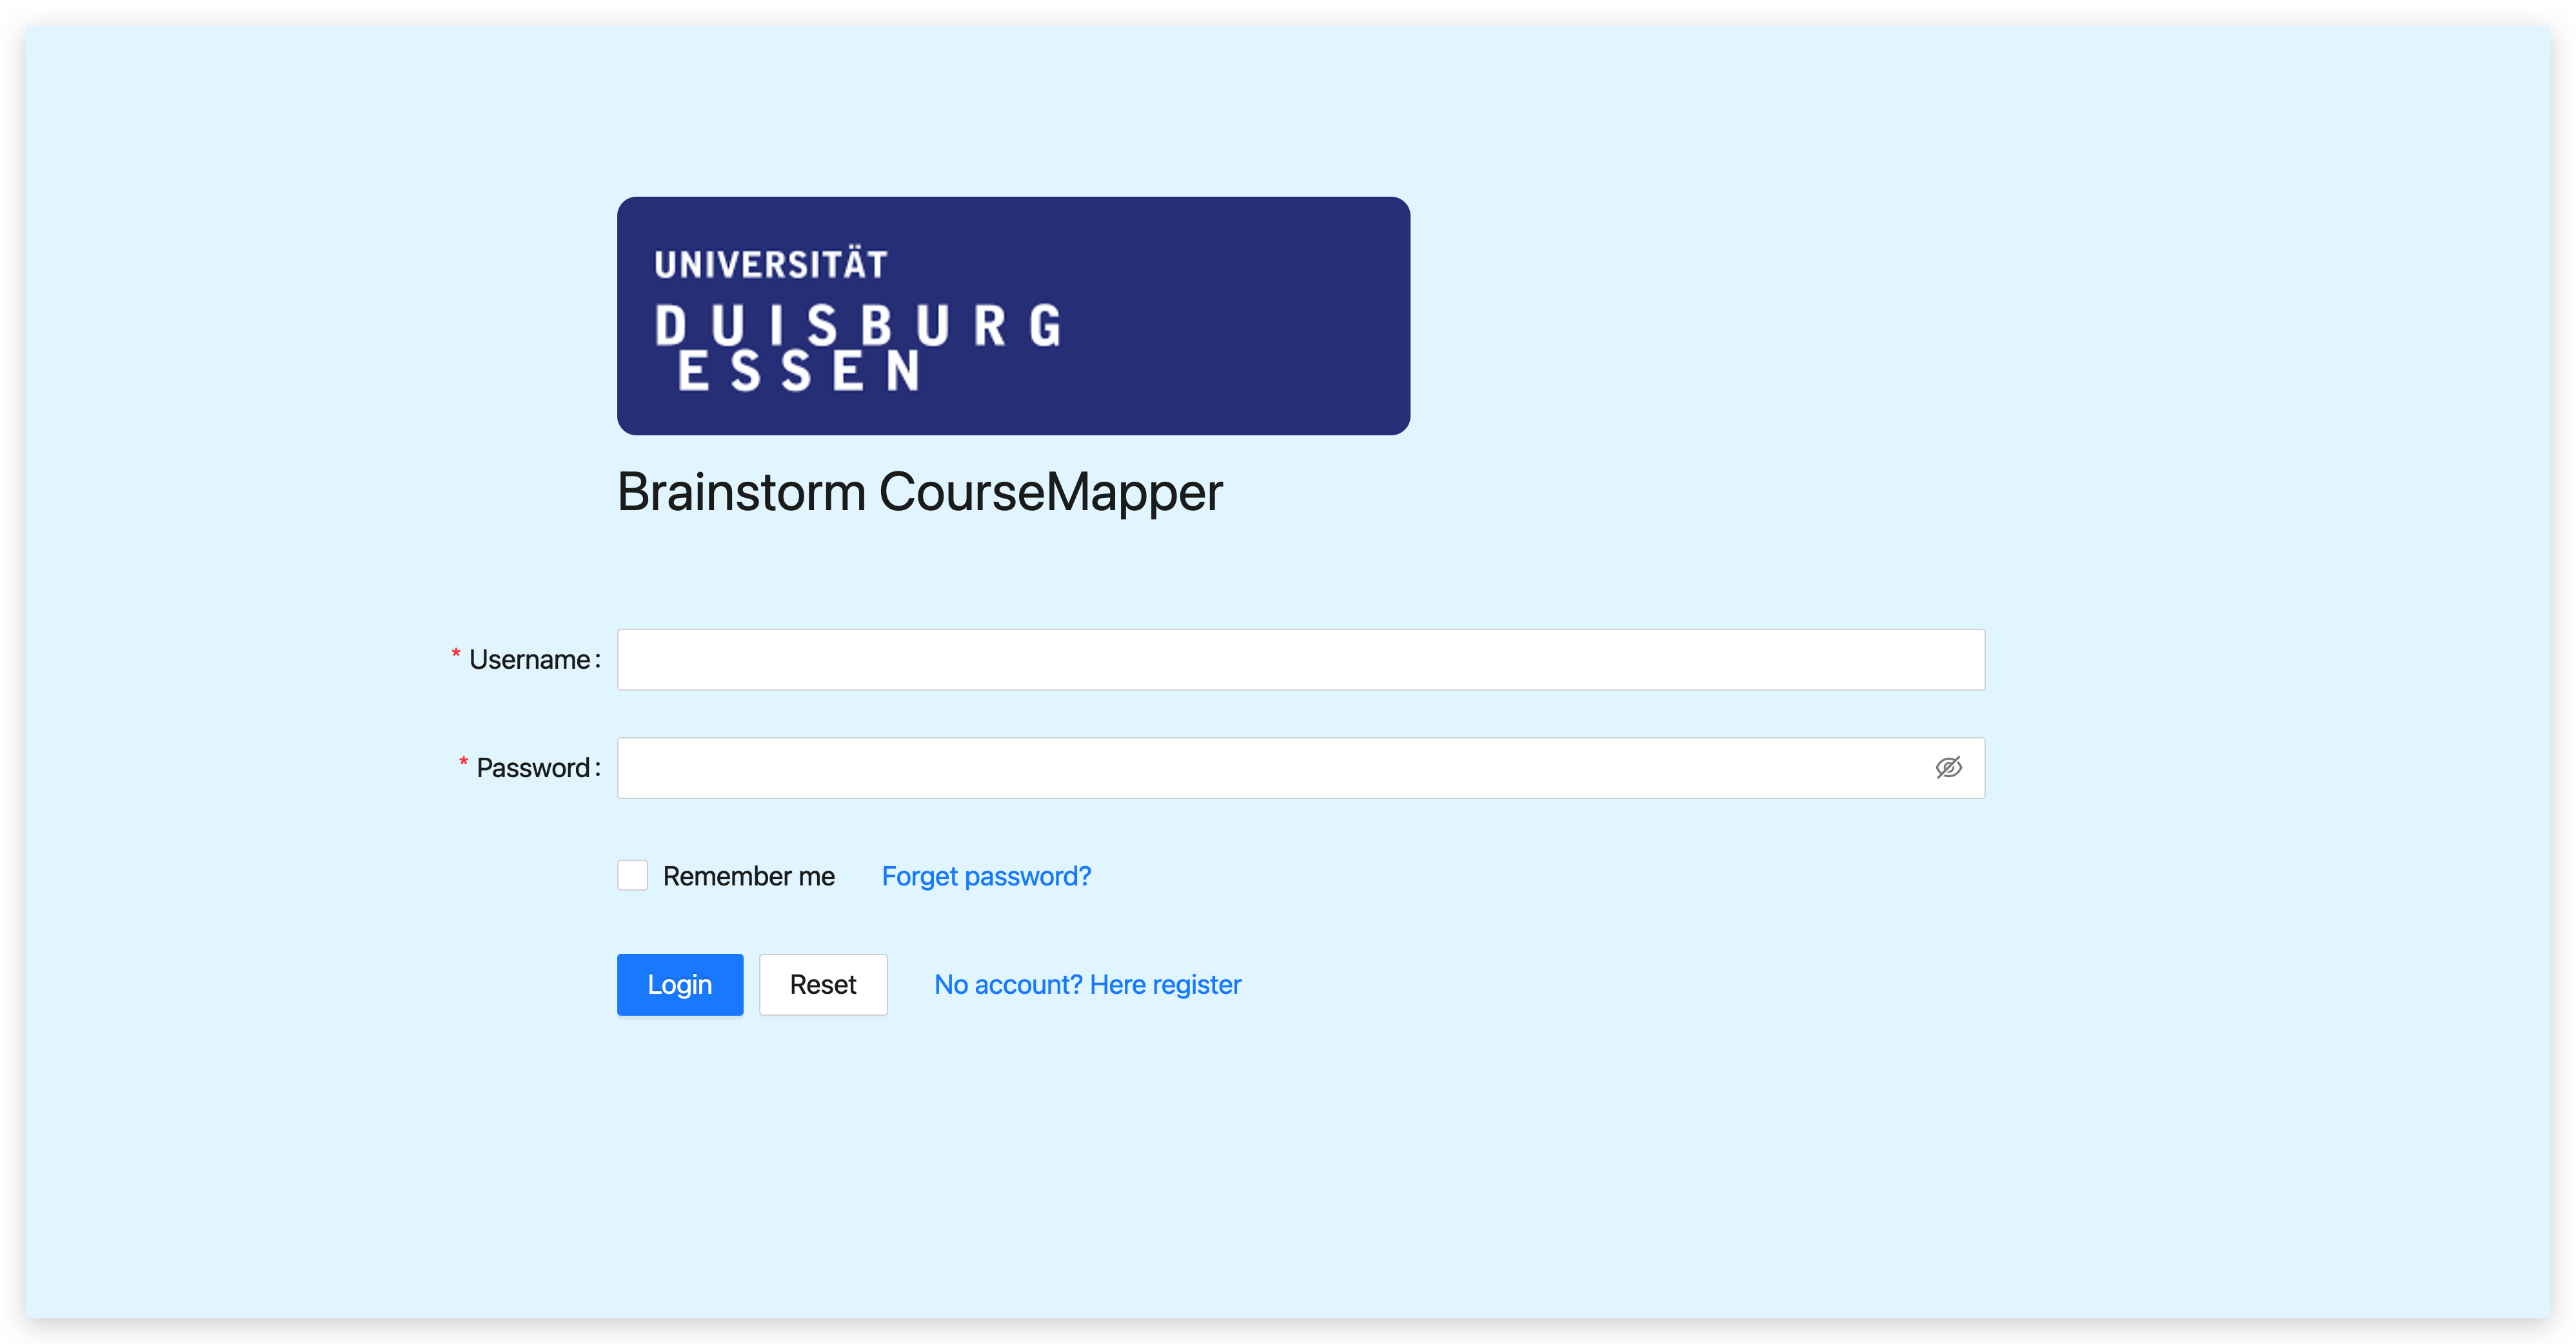 UNIVERSITÄT
DUISBURG
ESSEN
Brainstorm CourseMapper
* Username:
* Password:
Remember me Forget password?
Login Reset No account? Here register